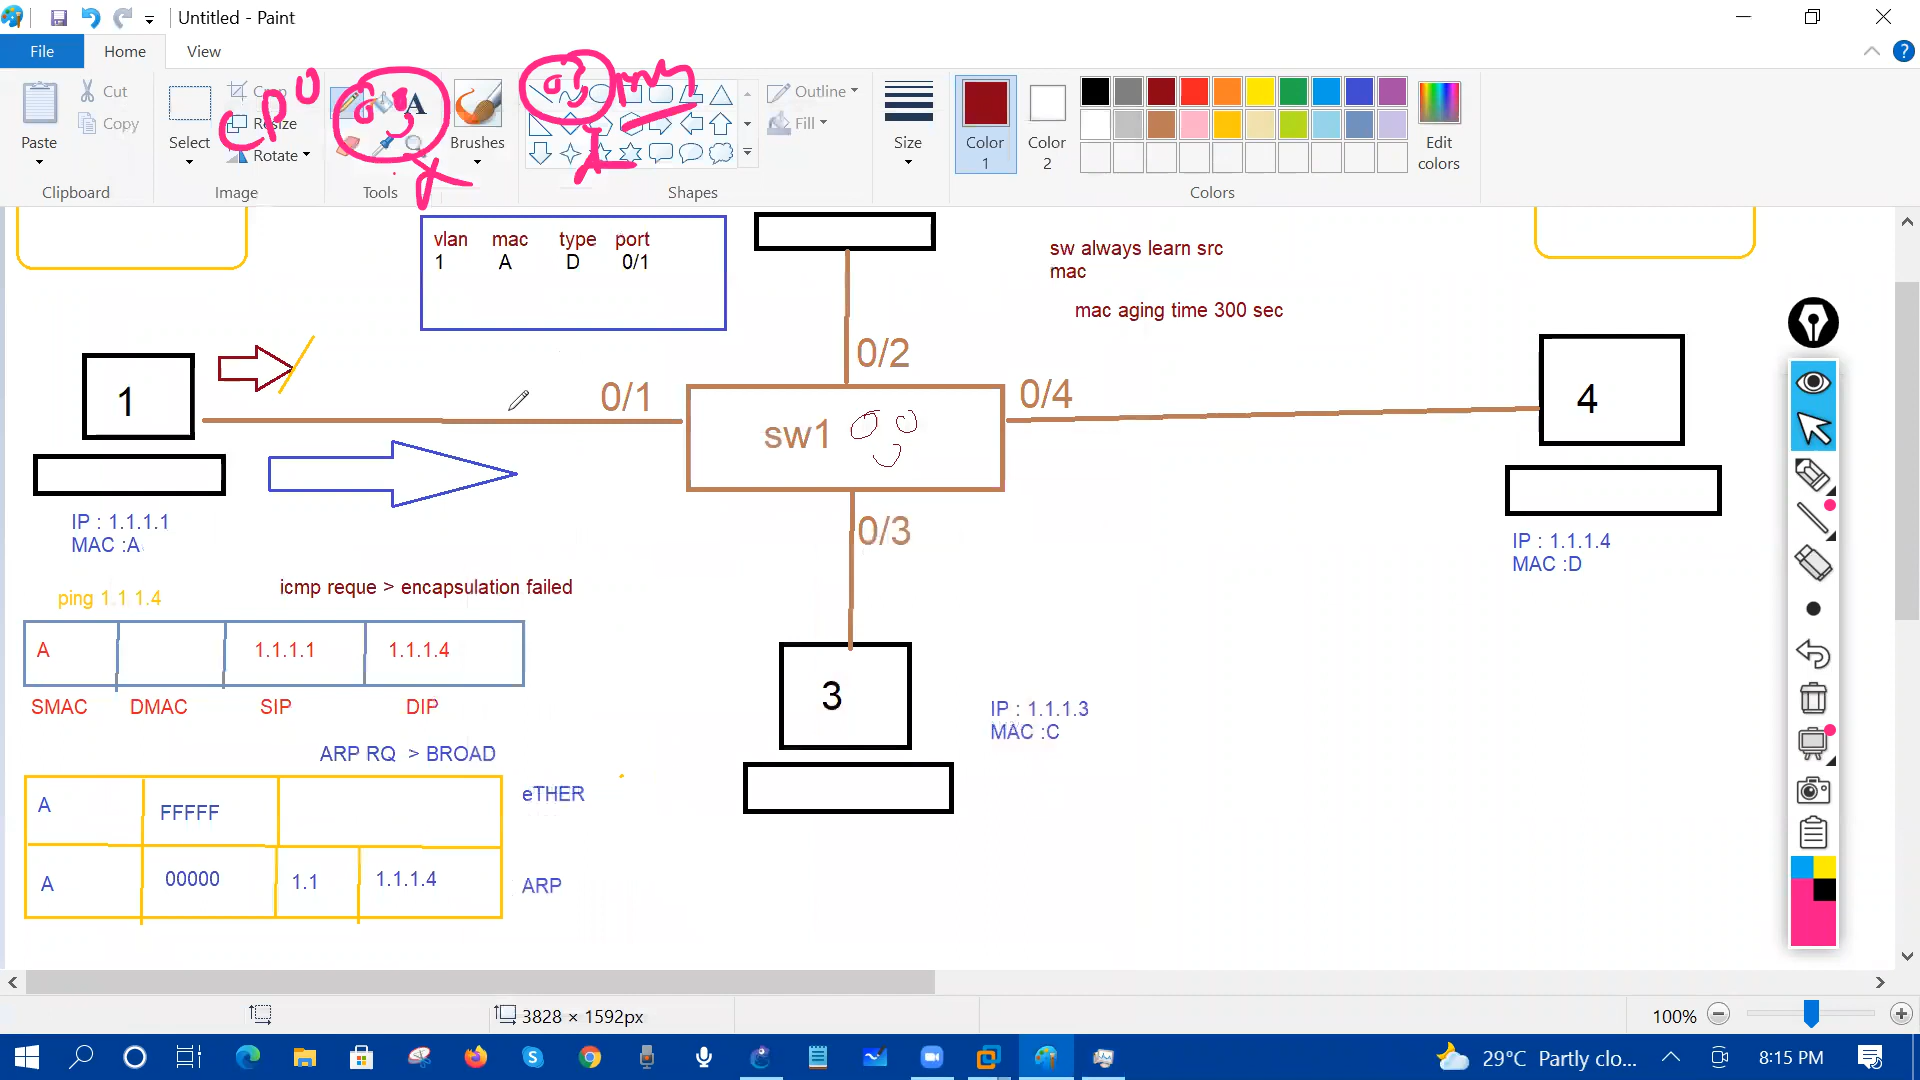 Untitled - Paint
File
Home
View
Paste
Cut
Copy
Clipboard
Select
Crop
Resize
Rotate
Image
A
Tools
Brushes
Shapes
Outline
Fill
Size
Color 1
Color 2
Edit colors
Colors
CPU
vlan mac type port
1 A D 0/1
sw always learn src
mac
mac aging time 300 sec
1
0/1
0/2
0/4
4
sw1
0/3
IP : 1.1.1.1
MAC :A
IP : 1.1.1.4
MAC :D
ping 1.1 1.4
icmp reque > encapsulation failed
A 1.1.1.1 1.1.1.4
SMAC DMAC SIP DIP
3
IP : 1.1.1.3
MAC :C
ARP RQ > BROAD
A FFFFF eTHER
A 00000 1.1 1.1.1.4 ARP
3828 × 1592px
100%
29°C Partly clo...
8:15 PM